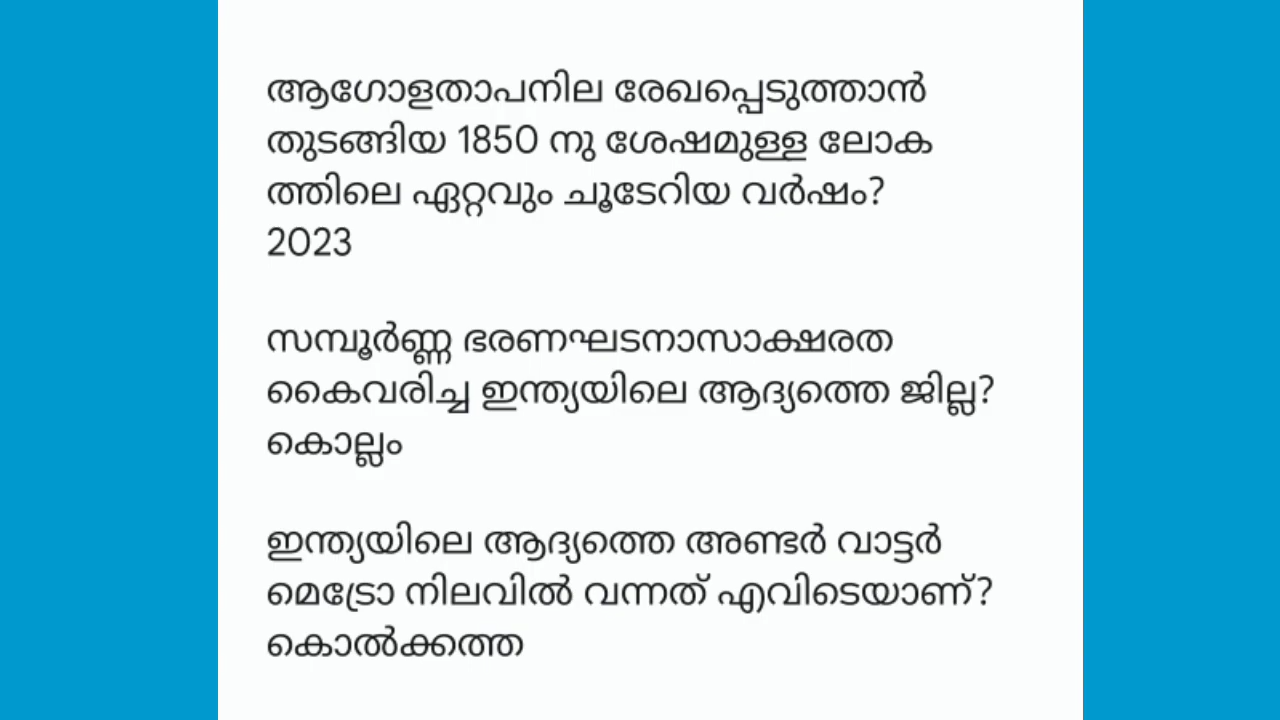 ആഗോളതാപനില രേഖപ്പെടുത്താൻ
തുടങ്ങിയ 1850 നു ശേഷമുള്ള ലോക
ത്തിലെ ഏറ്റവും ചൂടേറിയ വർഷം?
2023
സമ്പൂർണ്ണ ഭരണഘടനാസാക്ഷരത
കൈവരിച്ച ഇന്ത്യയിലെ ആദ്യത്തെ ജില്ല?
കൊല്ലം
ഇന്ത്യയിലെ ആദ്യത്തെ അണ്ടർ വാട്ടർ
മെട്രോ നിലവിൽ വന്നത് എവിടെയാണ്?
കൊൽക്കത്ത